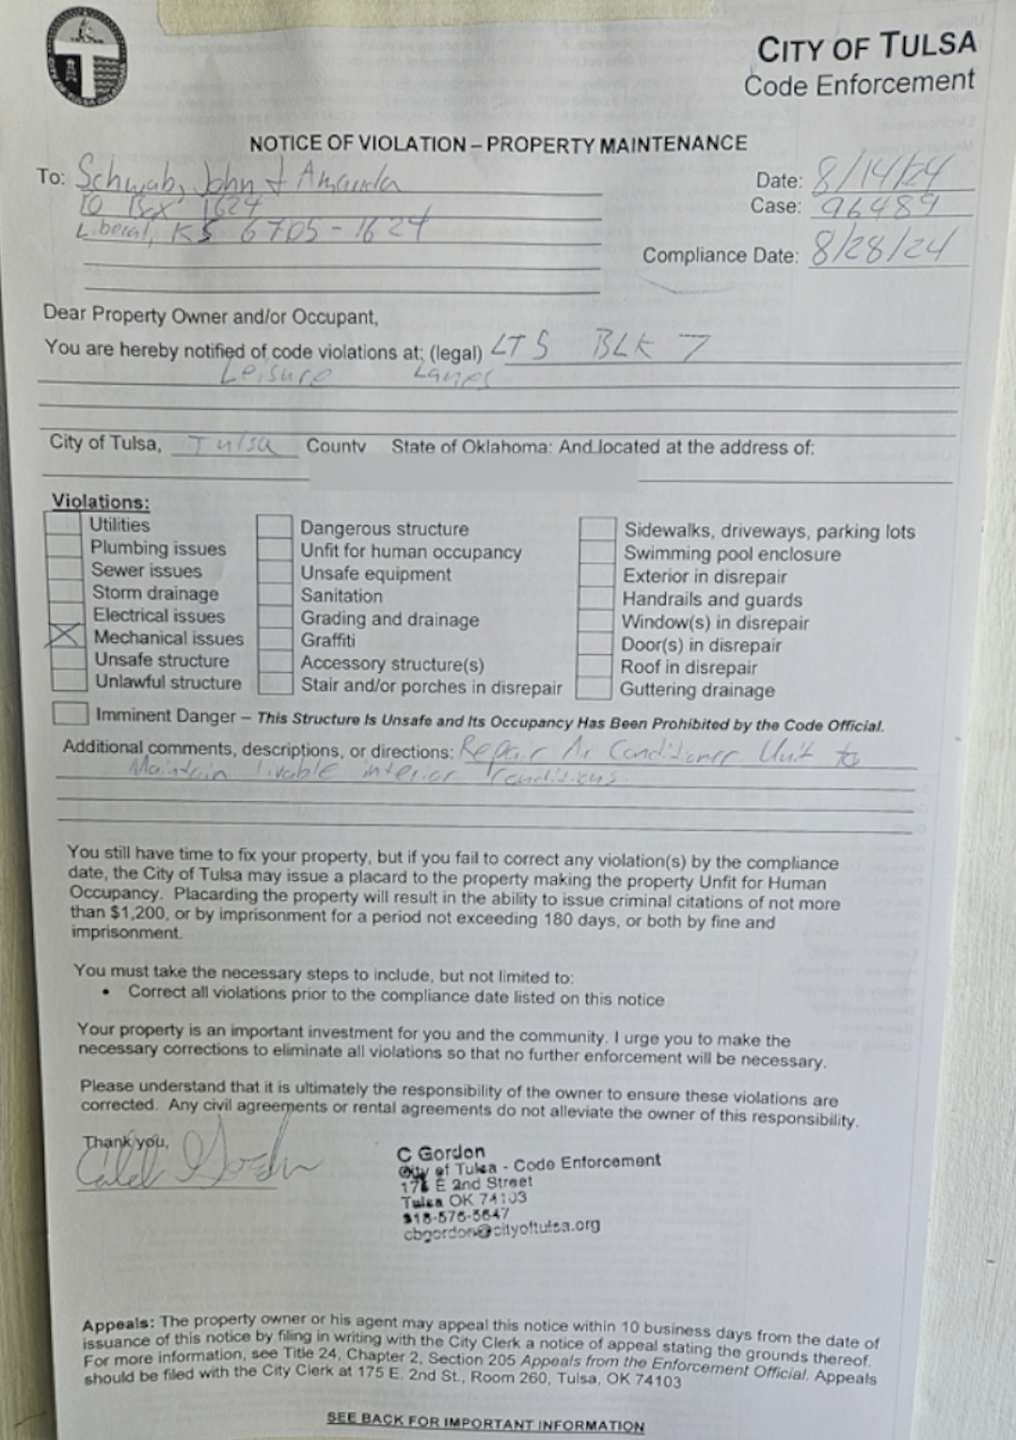 CITY OF TULSA
Code Enforcement
NOTICE OF VIOLATION – PROPERTY MAINTENANCE
To: Schwab, John & Amanda
PO Box 1624
Liberal, KS 6705-1624
Date: 8/14/24
Case: 96489
Compliance Date: 8/28/24
Dear Property Owner and/or Occupant,
You are hereby notified of code violations at: (legal) LT 5 BLK 7
Leisure Lanes
City of Tulsa, Tulsa County State of Oklahoma: And located at the address of:
Violations:
Utilities
Plumbing issues
Sewer issues
Storm drainage
Electrical issues
Mechanical issues
Unsafe structure
Unlawful structure
Dangerous structure
Unfit for human occupancy
Unsafe equipment
Sanitation
Grading and drainage
Graffiti
Accessory structure(s)
Stair and/or porches in disrepair
Sidewalks, driveways, parking lots
Swimming pool enclosure
Exterior in disrepair
Handrails and guards
Window(s) in disrepair
Door(s) in disrepair
Roof in disrepair
Guttering drainage
Imminent Danger – This Structure Is Unsafe and Its Occupancy Has Been Prohibited by the Code Official.
Additional comments, descriptions, or directions: Repair Air Conditioner Unit to
Maintain livable interior conditions.
You still have time to fix your property, but if you fail to correct any violation(s) by the compliance
date, the City of Tulsa may issue a placard to the property making the property Unfit for Human
Occupancy. Placarding the property will result in the ability to issue criminal citations of not more
than $1,200, or by imprisonment for a period not exceeding 180 days, or both by fine and
imprisonment.
You must take the necessary steps to include, but not limited to:
• Correct all violations prior to the compliance date listed on this notice
Your property is an important investment for you and the community. I urge you to make the
necessary corrections to eliminate all violations so that no further enforcement will be necessary.
Please understand that it is ultimately the responsibility of the owner to ensure these violations are
corrected. Any civil agreements or rental agreements do not alleviate the owner of this responsibility.
Thank you,
Caleb Gordon
C Gordon
City of Tulsa - Code Enforcement
175 E 2nd Street
Tulsa OK 74103
918-576-5647
cbgordon@cityoftulsa.org
Appeals: The property owner or his agent may appeal this notice within 10 business days from the date of
issuance of this notice by filing in writing with the City Clerk a notice of appeal stating the grounds thereof.
For more information, see Title 24, Chapter 2, Section 205 Appeals from the Enforcement Official. Appeals
should be filed with the City Clerk at 175 E. 2nd St., Room 260, Tulsa, OK 74103
SEE BACK FOR IMPORTANT INFORMATION